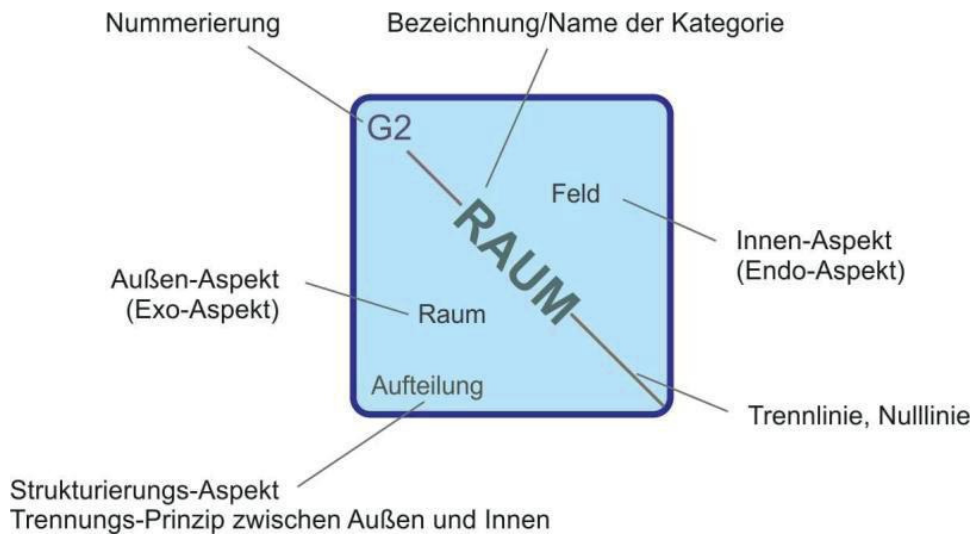 Nummerierung
Bezeichnung/Name der Kategorie
G2
Feld
RAUM
Innen-Aspekt
(Endo-Aspekt)
Außen-Aspekt
(Exo-Aspekt)
Raum
Aufteilung
Trennlinie, Nulllinie
Strukturierungs-Aspekt
Trennungs-Prinzip zwischen Außen und Innen